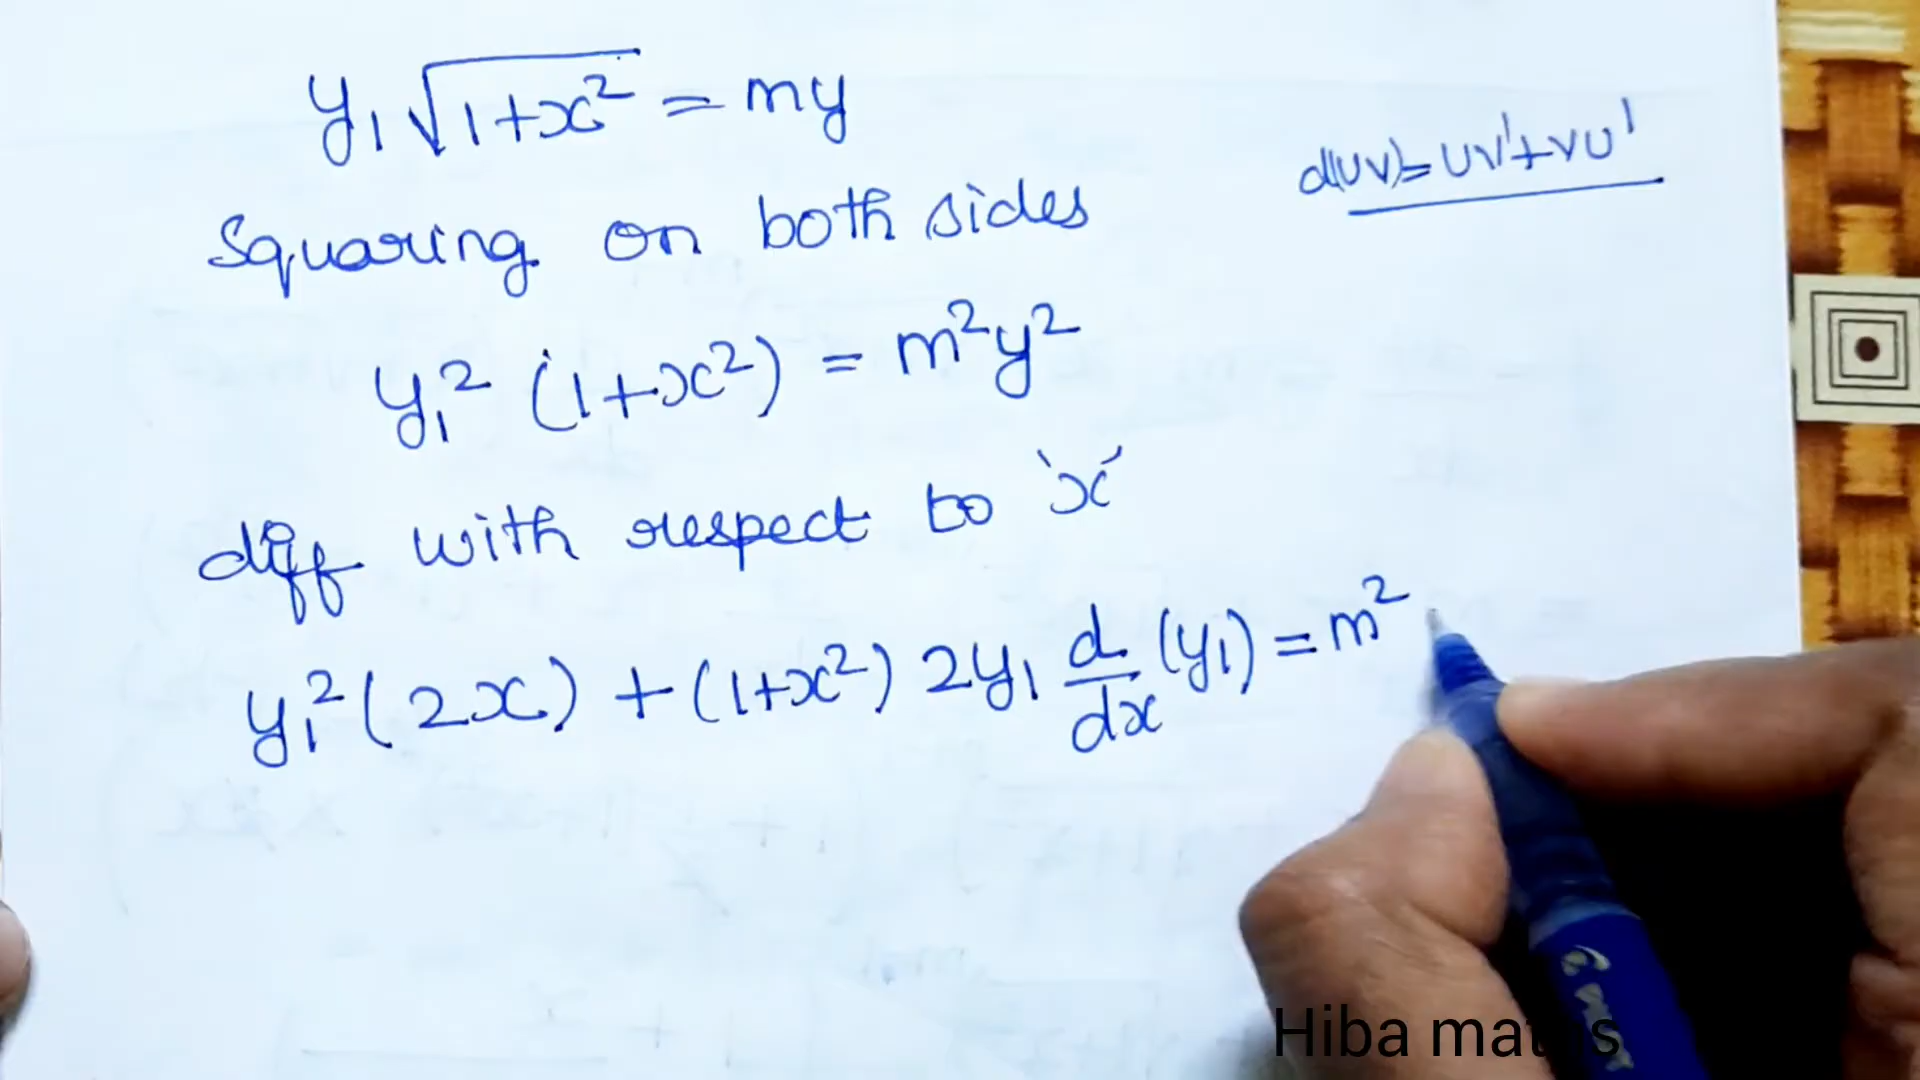 y₁ √(1+x²) = my
d(UV) = UV' + VU'
Squaring on both sides
y₁² (1+x²) = m²y²
diff with respect to 'x'
y₁² (2x) + (1+x²) 2y₁ d/dx (y₁) = m²
Hiba maths